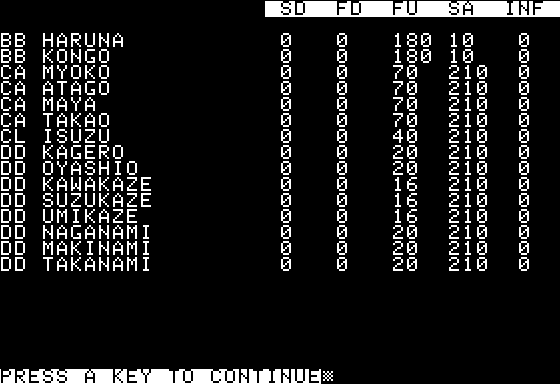 SD FD FU SA INF
BB HARUNA 0 0 180 10 0
BB KONGO 0 0 180 10 0
CA MYOKO 0 0 70 210 0
CA ATAGO 0 0 70 210 0
CA MAYA 0 0 70 210 0
CA TAKAO 0 0 70 210 0
CL ISUZU 0 0 40 210 0
DD KAGERO 0 0 20 210 0
DD OYASHIO 0 0 20 210 0
DD KAWAKAZE 0 0 16 210 0
DD SUZUKAZE 0 0 16 210 0
DD UMIKAZE 0 0 16 210 0
DD NAGANAMI 0 0 20 210 0
DD MAKINAMI 0 0 20 210 0
DD TAKANAMI 0 0 20 210 0
PRESS A KEY TO CONTINUE